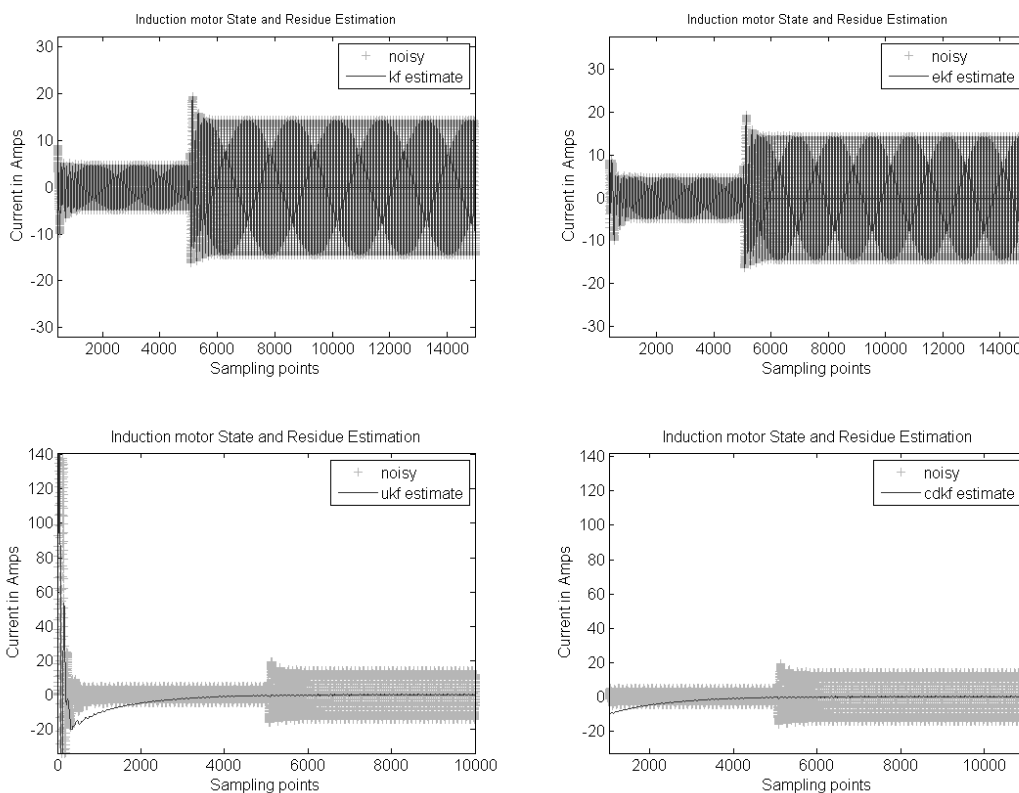 Induction motor State and Residue Estimation
noisy
kf estimate
Current in Amps
30
20
10
0
-10
-20
-30
2000 4000 6000 8000 10000 12000 14000
Sampling points
Induction motor State and Residue Estimation
noisy
ekf estimate
Current in Amps
30
20
10
0
-10
-20
-30
2000 4000 6000 8000 10000 12000 14000
Sampling points
Induction motor State and Residue Estimation
noisy
ukf estimate
Current in Amps
140
120
100
80
60
40
20
0
-20
0 2000 4000 6000 8000 10000
Sampling points
Induction motor State and Residue Estimation
noisy
cdkf estimate
Current in Amps
140
120
100
80
60
40
20
0
-20
2000 4000 6000 8000 10000
Sampling points